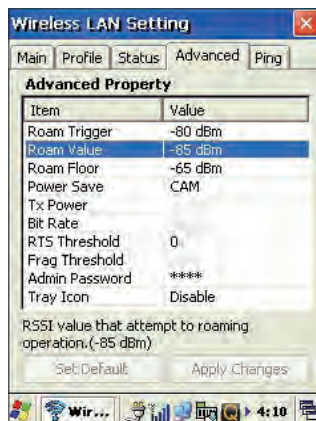 Wireless LAN Setting
Main Profile Status Advanced Ping
Advanced Property
Item Value
Roam Trigger -80 dBm
Roam Value -85 dBm
Roam Floor -65 dBm
Power Save CAM
Tx Power
Bit Rate
RTS Threshold 0
Frag Threshold
Admin Password ****
Tray Icon Disable
RSSI value that attempt to roaming
operation.(-85 dBm)
Set Default Apply Changes
Wir... 4:10